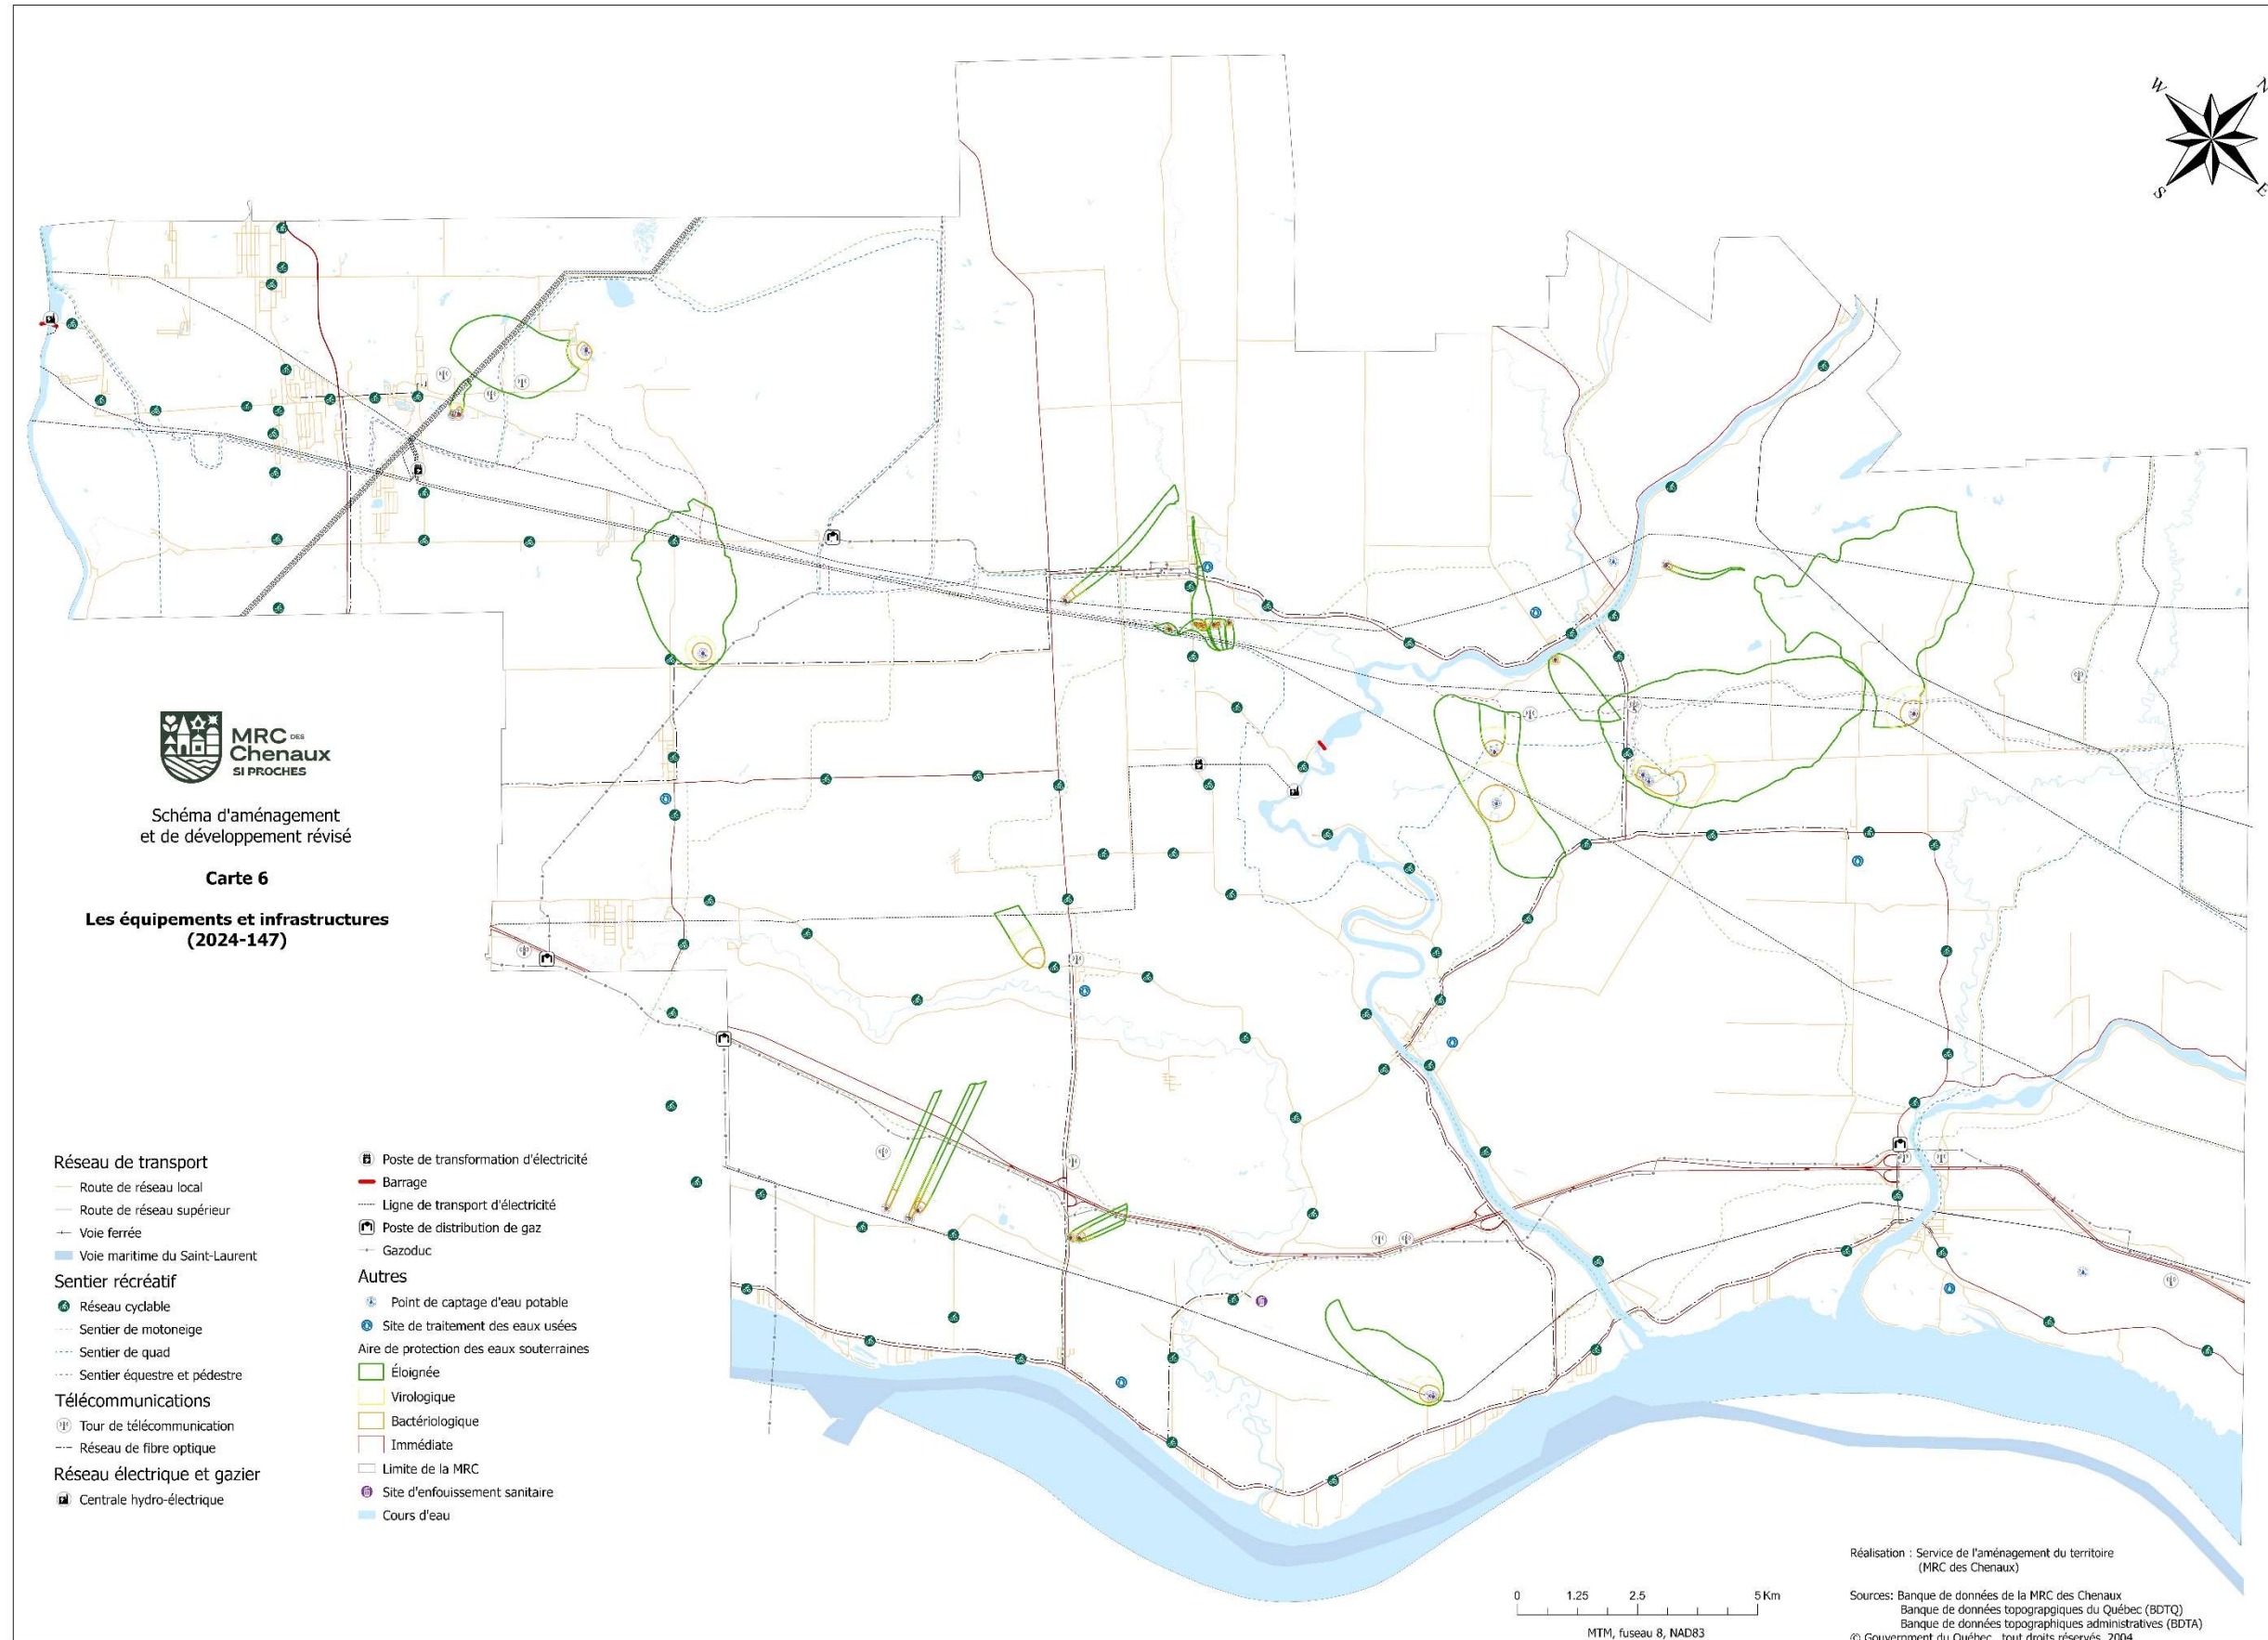 W
N
S
E
MRC DES
Chenaux
SI PROCHES
Schéma d'aménagement
et de développement révisé
Carte 6
Les équipements et infrastructures
(2024-147)
Réseau de transport
Route de réseau local
Route de réseau supérieur
Voie ferrée
Voie maritime du Saint-Laurent
Sentier récréatif
Réseau cyclable
Sentier de motoneige
Sentier de quad
Sentier équestre et pédestre
Télécommunications
Tour de télécommunication
Réseau de fibre optique
Réseau électrique et gazier
Centrale hydro-électrique
Poste de transformation d'électricité
Barrage
Ligne de transport d'électricité
Poste de distribution de gaz
Gazoduc
Autres
Point de captage d'eau potable
Site de traitement des eaux usées
Aire de protection des eaux souterraines
Éloignée
Virologique
Bactériologique
Immédiate
Limite de la MRC
Site d'enfouissement sanitaire
Cours d'eau
0 1.25 2.5 5 Km
MTM, fuseau 8, NAD83
Réalisation : Service de l'aménagement du territoire
(MRC des Chenaux)
Sources: Banque de données de la MRC des Chenaux
Banque de données topograpgiques du Québec (BDTQ)
Banque de données topographiques administratives (BDTA)
© Gouvernment du Québec, tout droits réservés, 2004